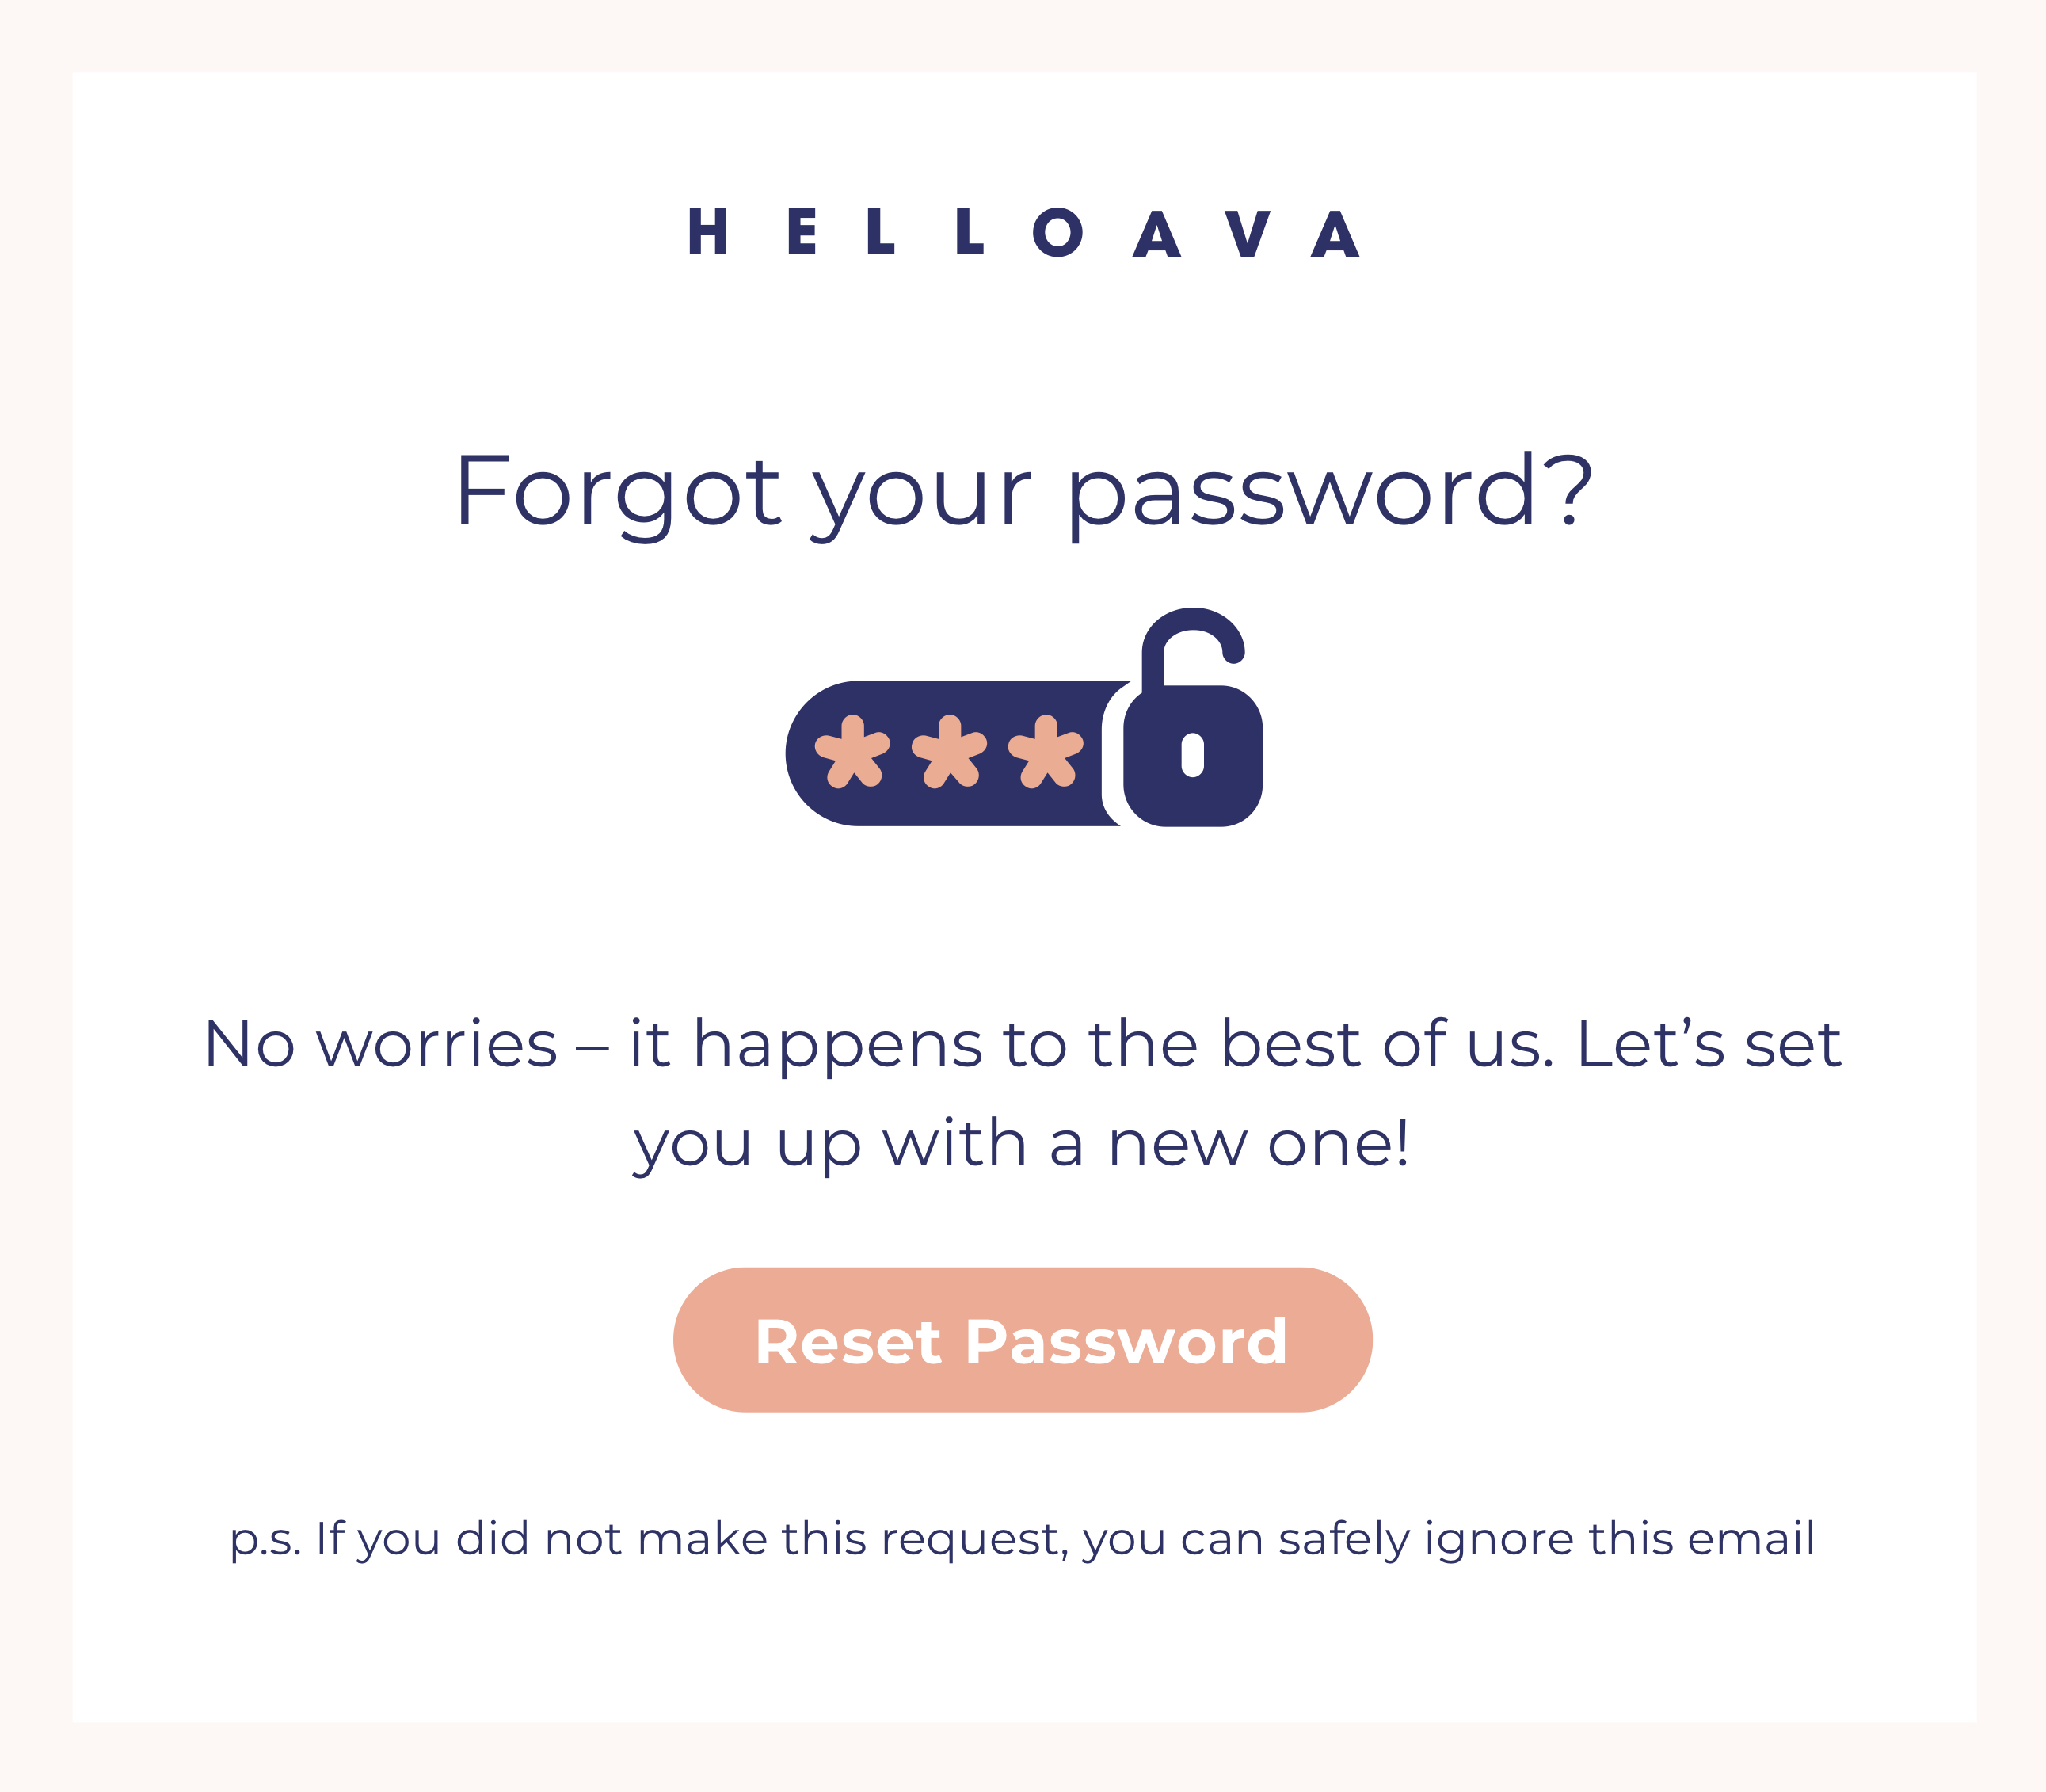 HELLOAVA
Forgot your password?
***
No worries – it happens to the best of us. Let’s set
you up with a new one!
Reset Password
p.s. If you did not make this request, you can safely ignore this email